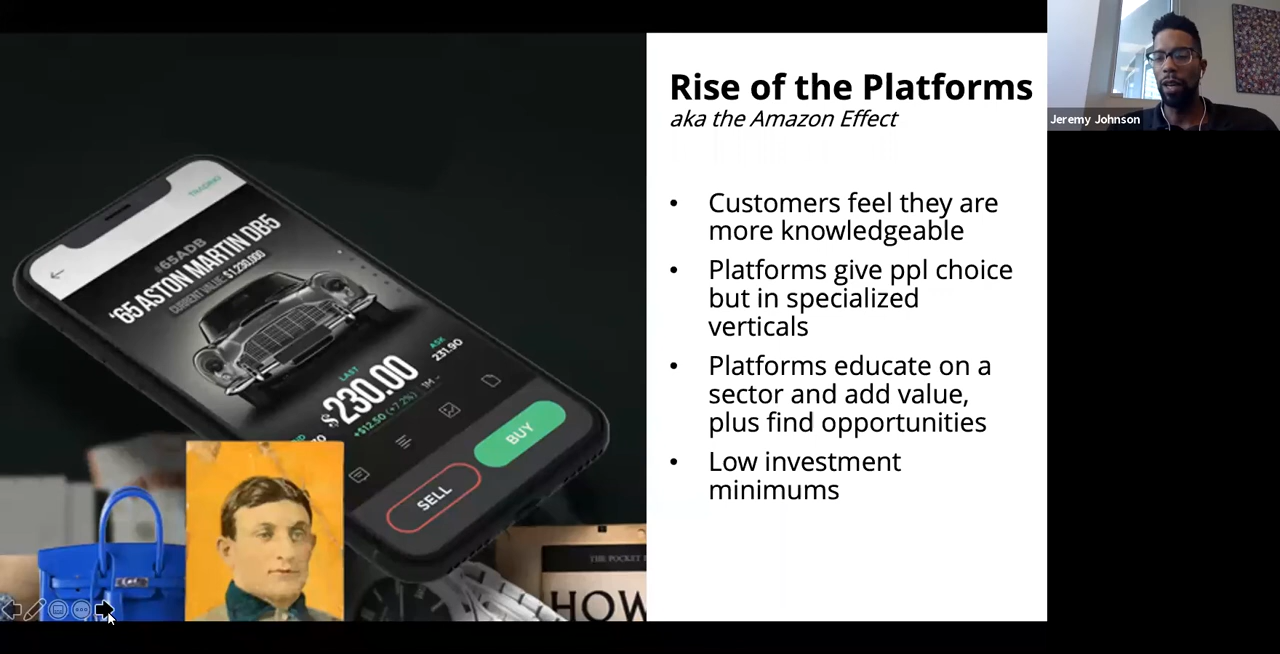 Rise of the Platforms
aka the Amazon Effect
• Customers feel they are
more knowledgeable
• Platforms give ppl choice
but in specialized
verticals
• Platforms educate on a
sector and add value,
plus find opportunities
• Low investment
minimums
Jeremy Johnson
TRADING
#65ADB
'65 ASTON MARTIN DB5
CURRENT VALUE $1,230,000
LAST
$230.00
+$12.50 (+7.2%) 1M
ASK
231.90
BUY
SELL
THE POCKET
HOW